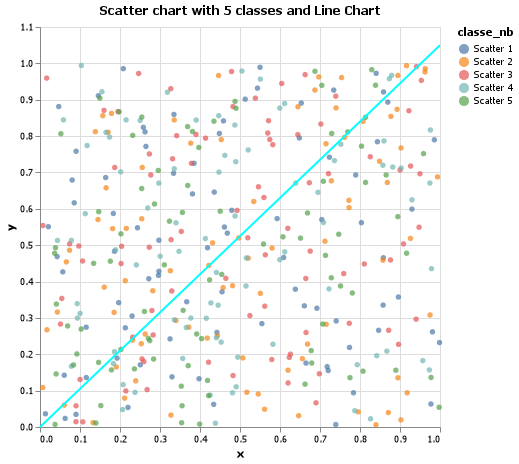 Scatter chart with 5 classes and Line Chart
classe_nb
Scatter 1
Scatter 2
Scatter 3
Scatter 4
Scatter 5
1.1
1.0
0.9
0.8
0.7
0.6
0.5
0.4
0.3
0.2
0.1
0.0
y
0.0 0.1 0.2 0.3 0.4 0.5 0.6 0.7 0.8 0.9 1.0
x